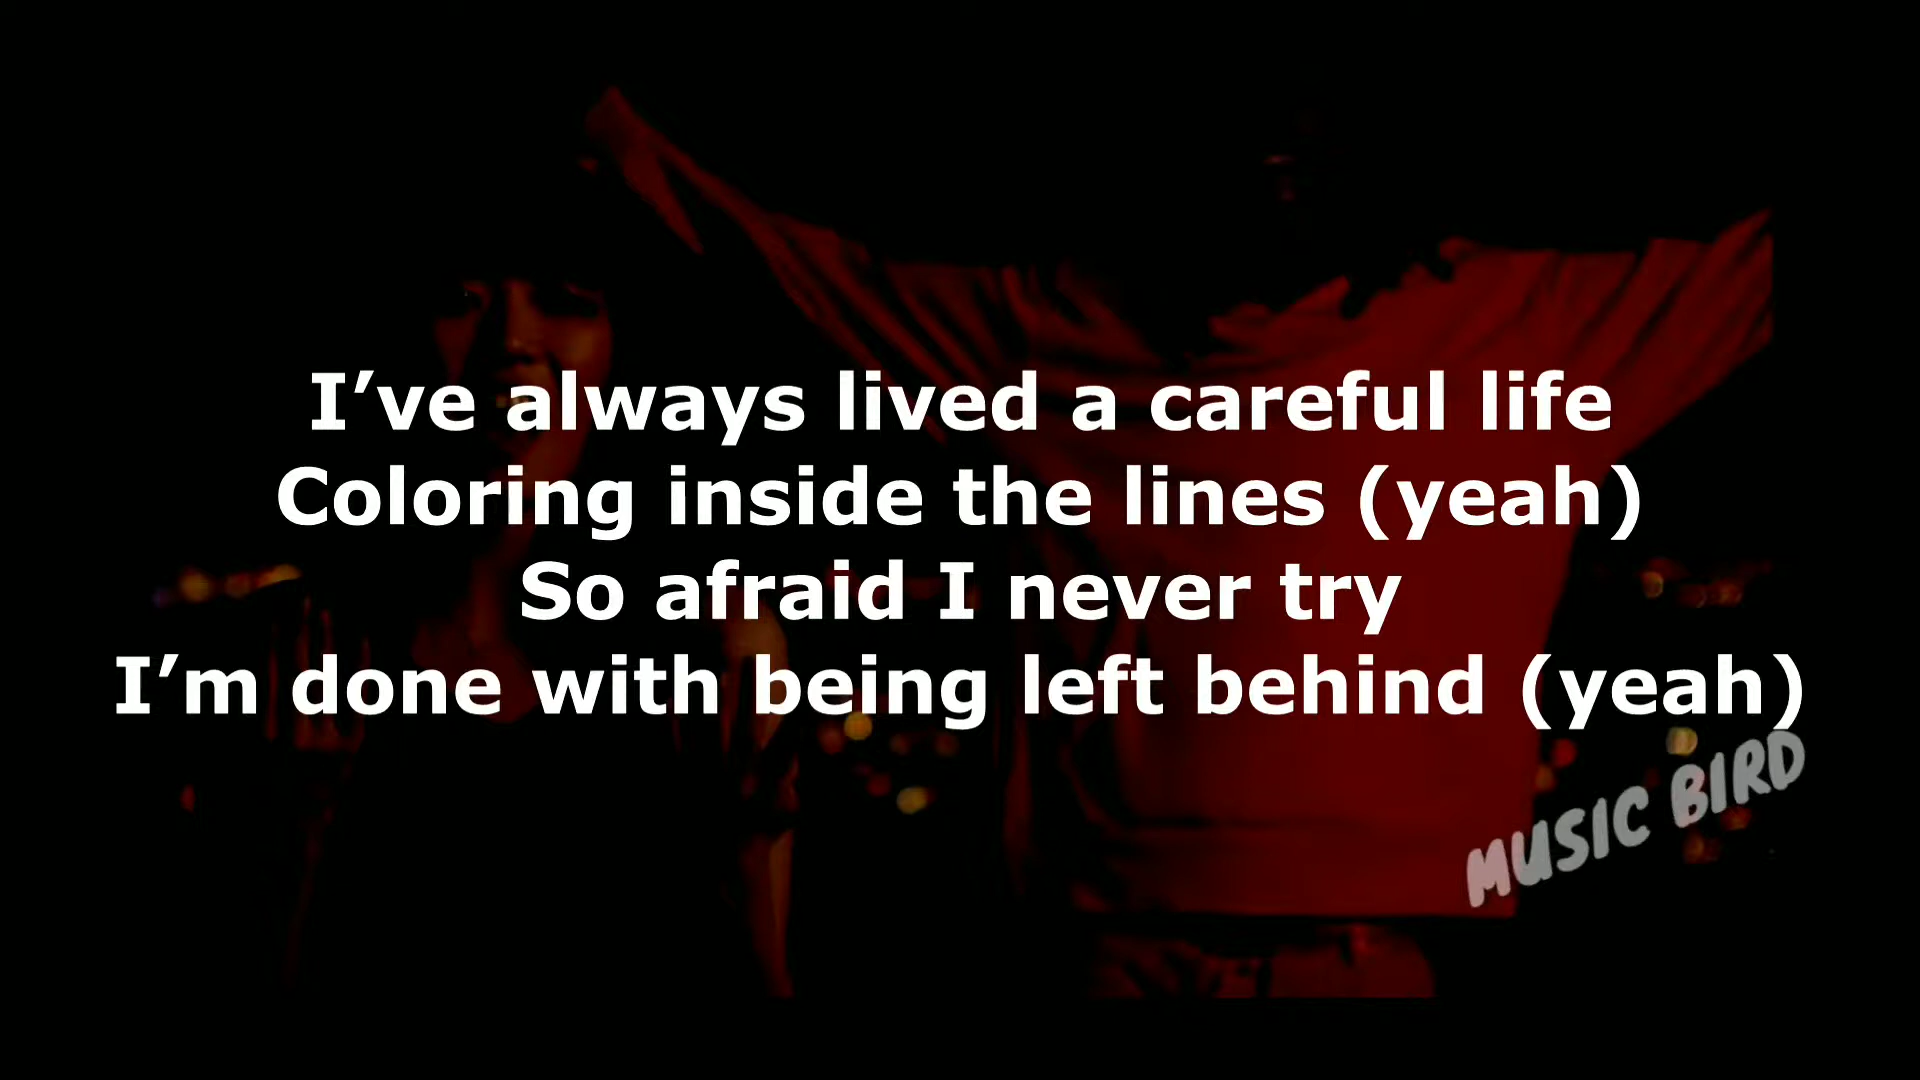 I’ve always lived a careful life
Coloring inside the lines (yeah)
So afraid I never try
I’m done with being left behind (yeah)
MUSIC BIRD